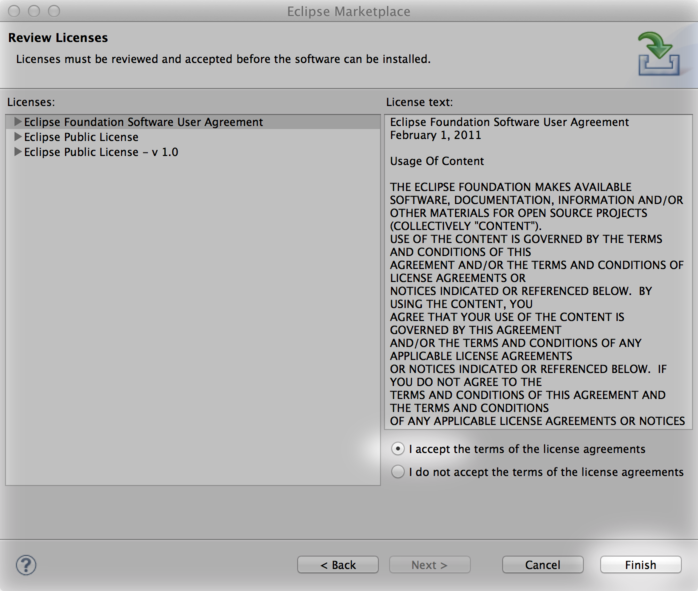 Eclipse Marketplace
Review Licenses
Licenses must be reviewed and accepted before the software can be installed.
Licenses:
Eclipse Foundation Software User Agreement
Eclipse Public License
Eclipse Public License – v 1.0
License text:
Eclipse Foundation Software User Agreement
February 1, 2011
Usage Of Content
THE ECLIPSE FOUNDATION MAKES AVAILABLE
SOFTWARE, DOCUMENTATION, INFORMATION AND/OR
OTHER MATERIALS FOR OPEN SOURCE PROJECTS
(COLLECTIVELY "CONTENT").
USE OF THE CONTENT IS GOVERNED BY THE TERMS
AND CONDITIONS OF THIS
AGREEMENT AND/OR THE TERMS AND CONDITIONS OF
LICENSE AGREEMENTS OR
NOTICES INDICATED OR REFERENCED BELOW.  BY
USING THE CONTENT, YOU
AGREE THAT YOUR USE OF THE CONTENT IS
GOVERNED BY THIS AGREEMENT
AND/OR THE TERMS AND CONDITIONS OF ANY
APPLICABLE LICENSE AGREEMENTS
OR NOTICES INDICATED OR REFERENCED BELOW.  IF
YOU DO NOT AGREE TO THE
TERMS AND CONDITIONS OF THIS AGREEMENT AND
THE TERMS AND CONDITIONS
OF ANY APPLICABLE LICENSE AGREEMENTS OR NOTICES
I accept the terms of the license agreements
I do not accept the terms of the license agreements
?
< Back
Next >
Cancel
Finish